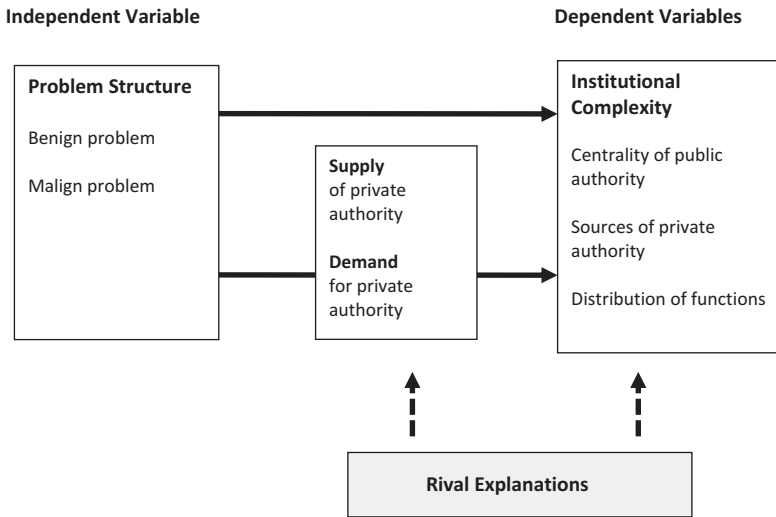 Independent Variable
Dependent Variables
Problem Structure
Benign problem
Malign problem
Supply
of private
authority
Demand
for private
authority
Institutional
Complexity
Centrality of public
authority
Sources of private
authority
Distribution of functions
Rival Explanations